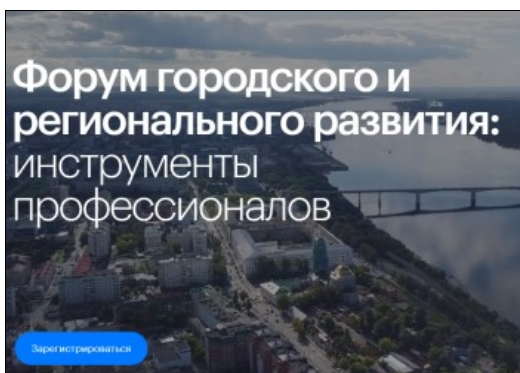 Форум городского и
регионального развития:
инструменты
профессионалов
Зарегистрироваться